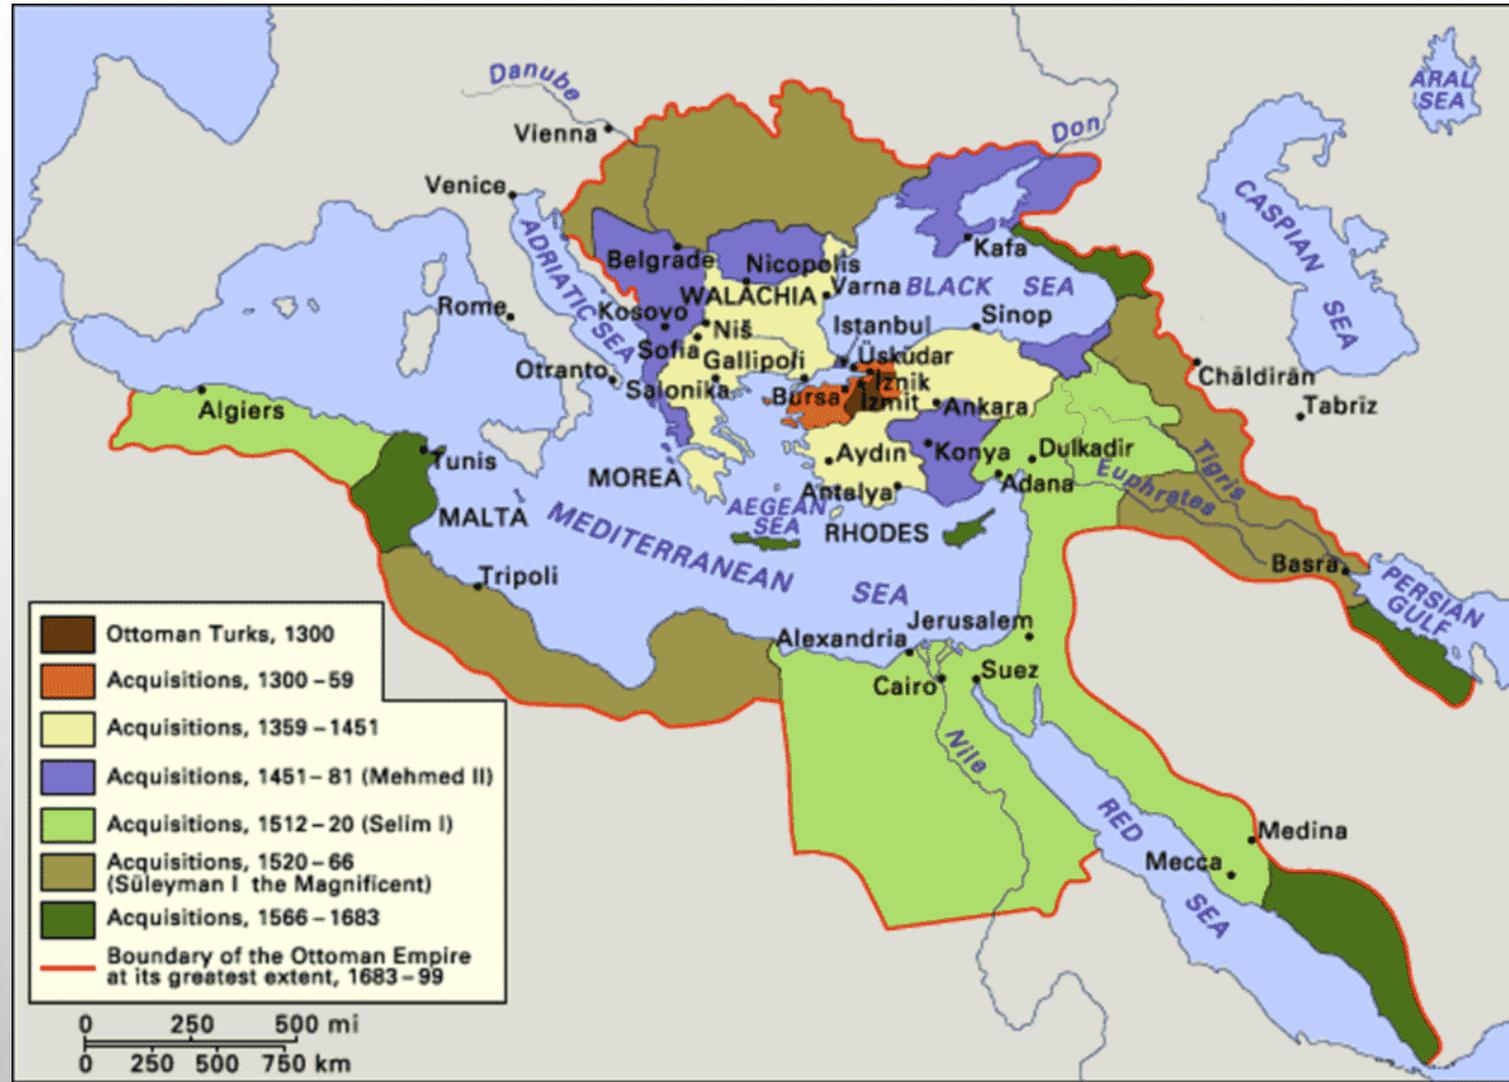 Danube
Vienna
Don
ARAL
SEA
Venice
CASPIAN
SEA
ADRIATIC SEA
Belgrade
Nicopolis
Kafa
WALACHIA
Varna
BLACK SEA
Rome
Kosovo
Niš
Istanbul
Sinop
Sofia
Gallipoli
Üsküdar
Otranto
Salonika
Bursa
İznik
İzmit
Ankara
Chāldirān
Tabrīz
Algiers
Tunis
MOREA
Aydın
Konya
Dulkadir
Adana
Antalya
Euphrates
Tigris
MALTA
AEGEAN
SEA
RHODES
MEDITERRANEAN SEA
Tripoli
Basra
PERSIAN
GULF
Jerusalem
Alexandria
Cairo
Suez
Nile
RED
SEA
Medina
Mecca
Ottoman Turks, 1300
Acquisitions, 1300–59
Acquisitions, 1359–1451
Acquisitions, 1451–81 (Mehmed II)
Acquisitions, 1512–20 (Selim I)
Acquisitions, 1520–66
(Süleyman I the Magnificent)
Acquisitions, 1566–1683
Boundary of the Ottoman Empire
at its greatest extent, 1683–99
0 250 500 mi
0 250 500 750 km